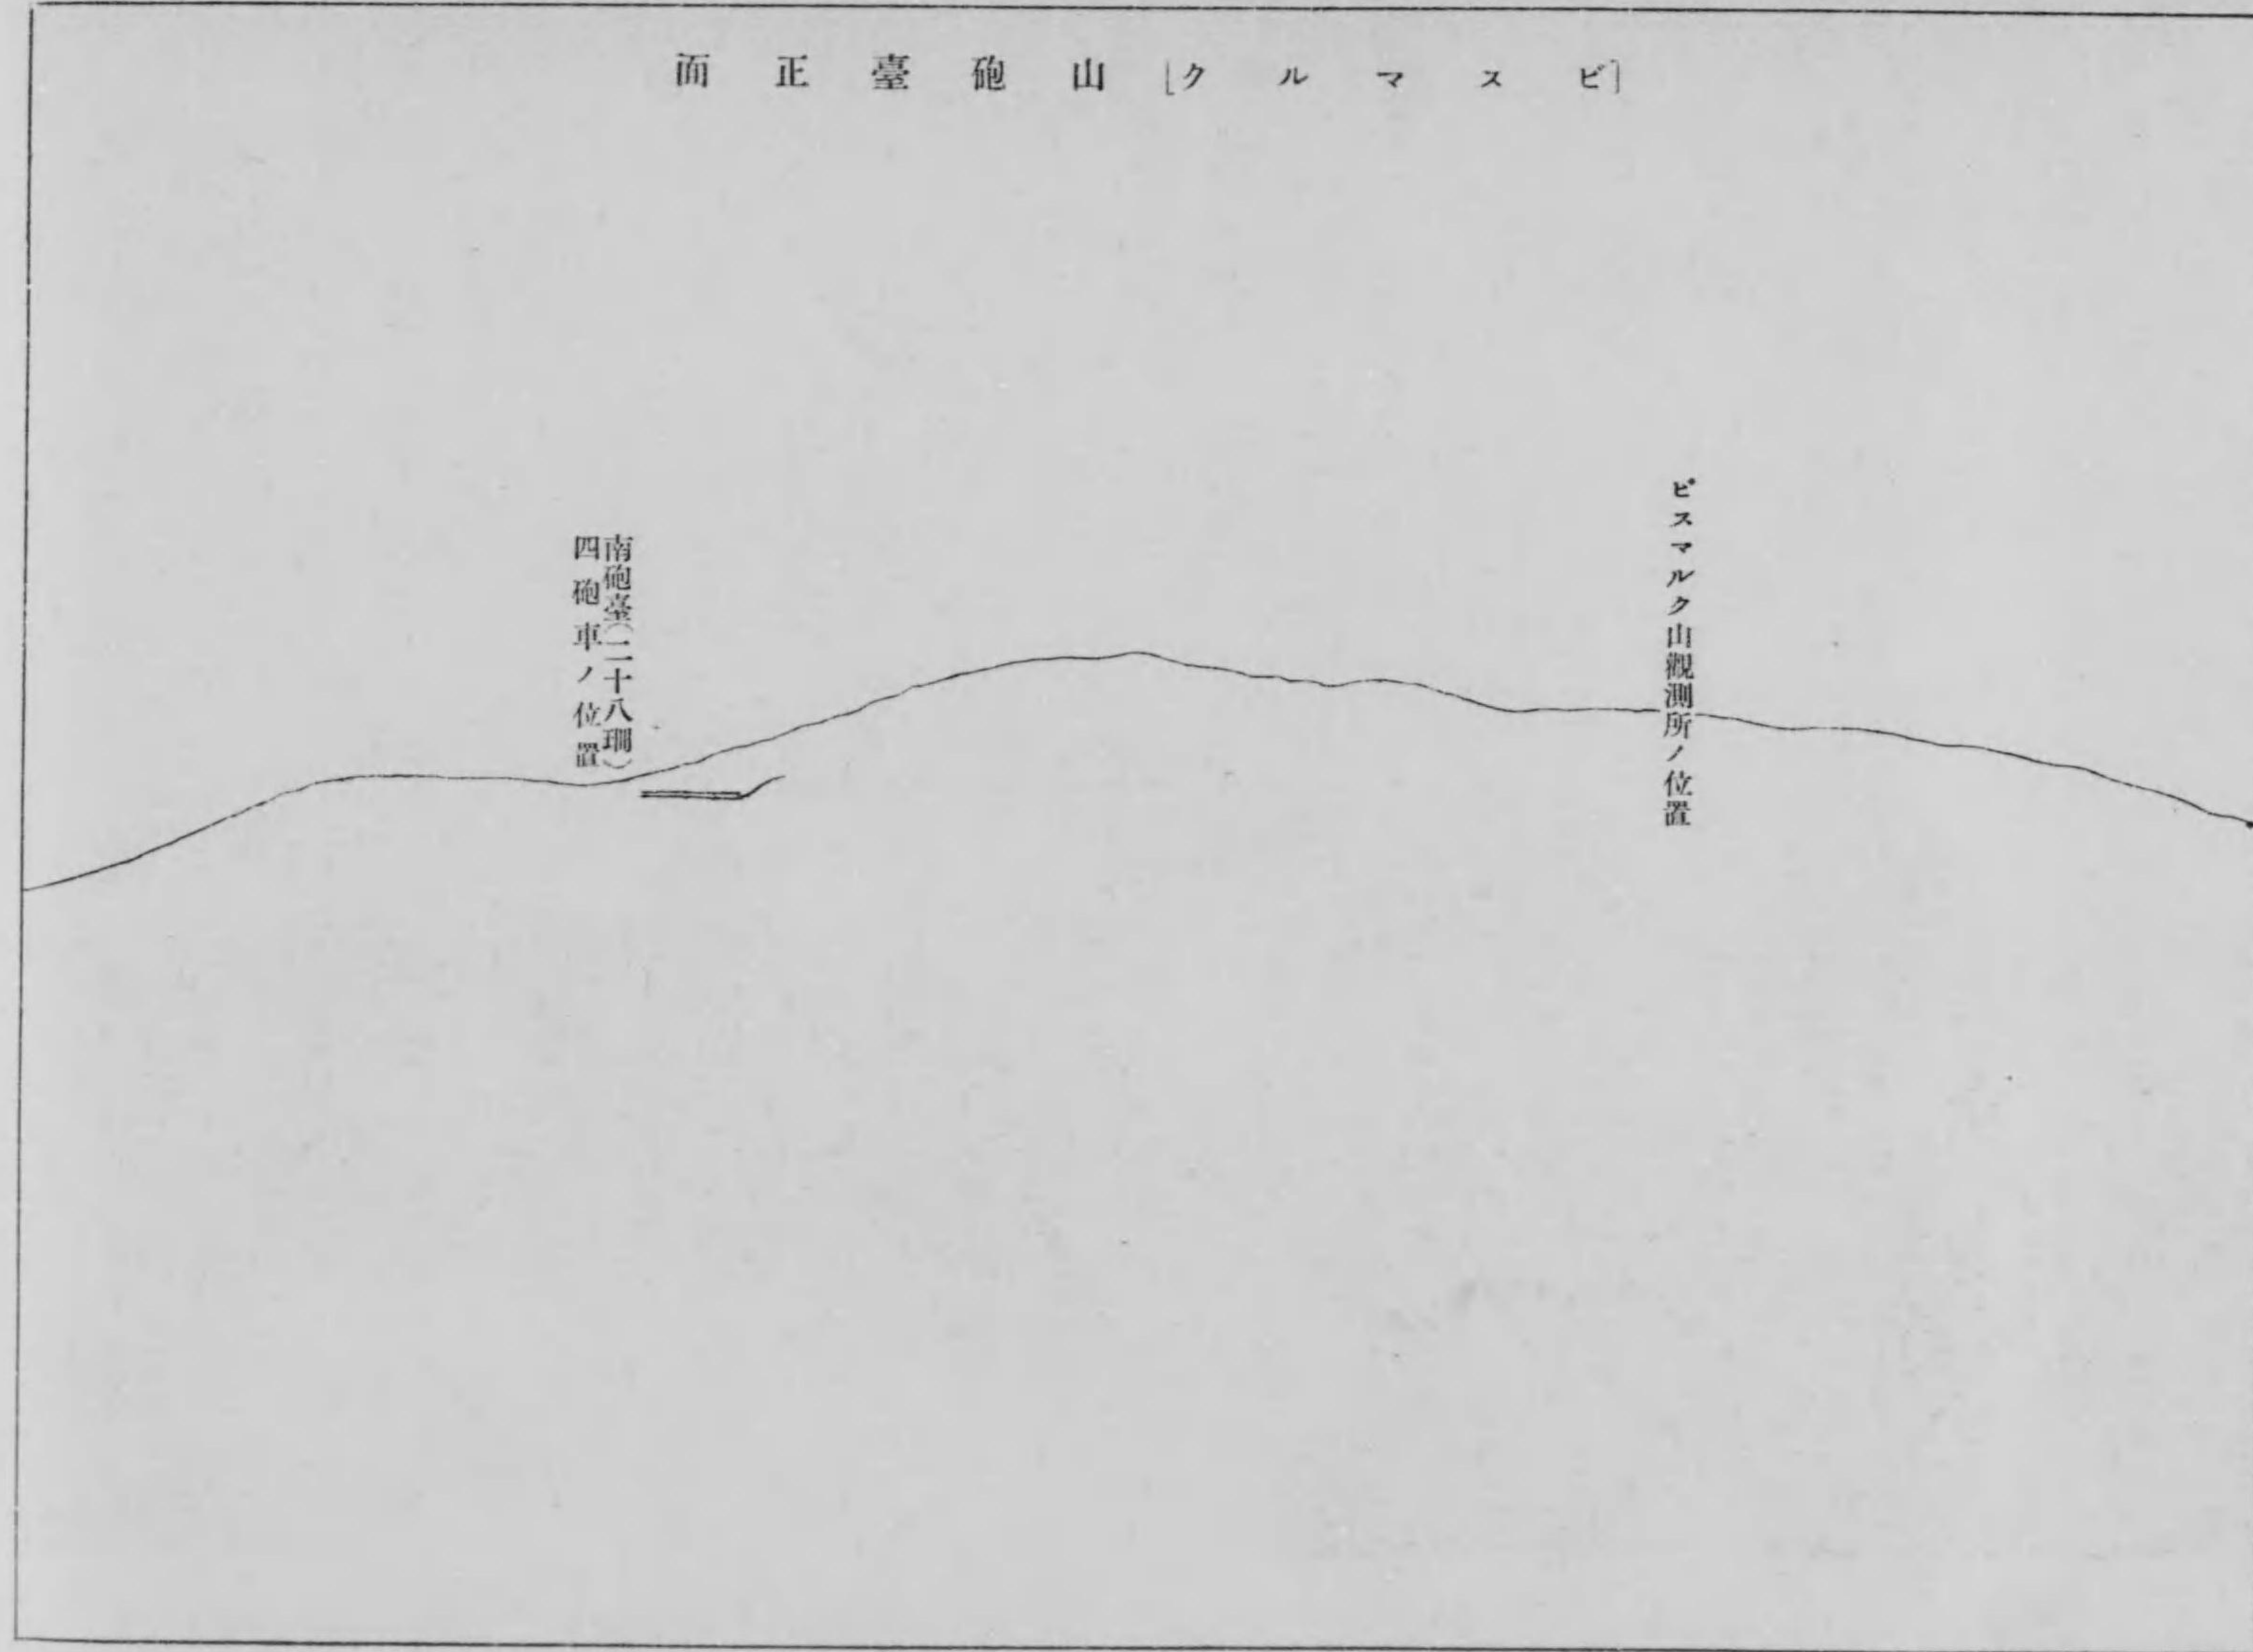 [ビスマルク]山砲臺正面
ビスマルク山觀測所ノ位置
南砲臺(二十八珊)
四砲車ノ位置